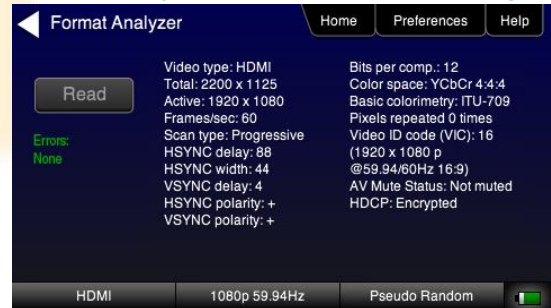 Format Analyzer
Home
Preferences
Help
Read
Errors:
None
Video type: HDMI
Total: 2200 x 1125
Active: 1920 x 1080
Frames/sec: 60
Scan type: Progressive
HSYNC delay: 88
HSYNC width: 44
VSYNC delay: 4
HSYNC polarity: +
VSYNC polarity: +
Bits per comp.: 12
Color space: YCbCr 4:4:4
Basic colorimetry: ITU-709
Pixels repeated 0 times
Video ID code (VIC): 16
(1920 x 1080 p
@59.94/60Hz 16:9)
AV Mute Status: Not muted
HDCP: Encrypted
HDMI
1080p 59.94Hz
Pseudo Random